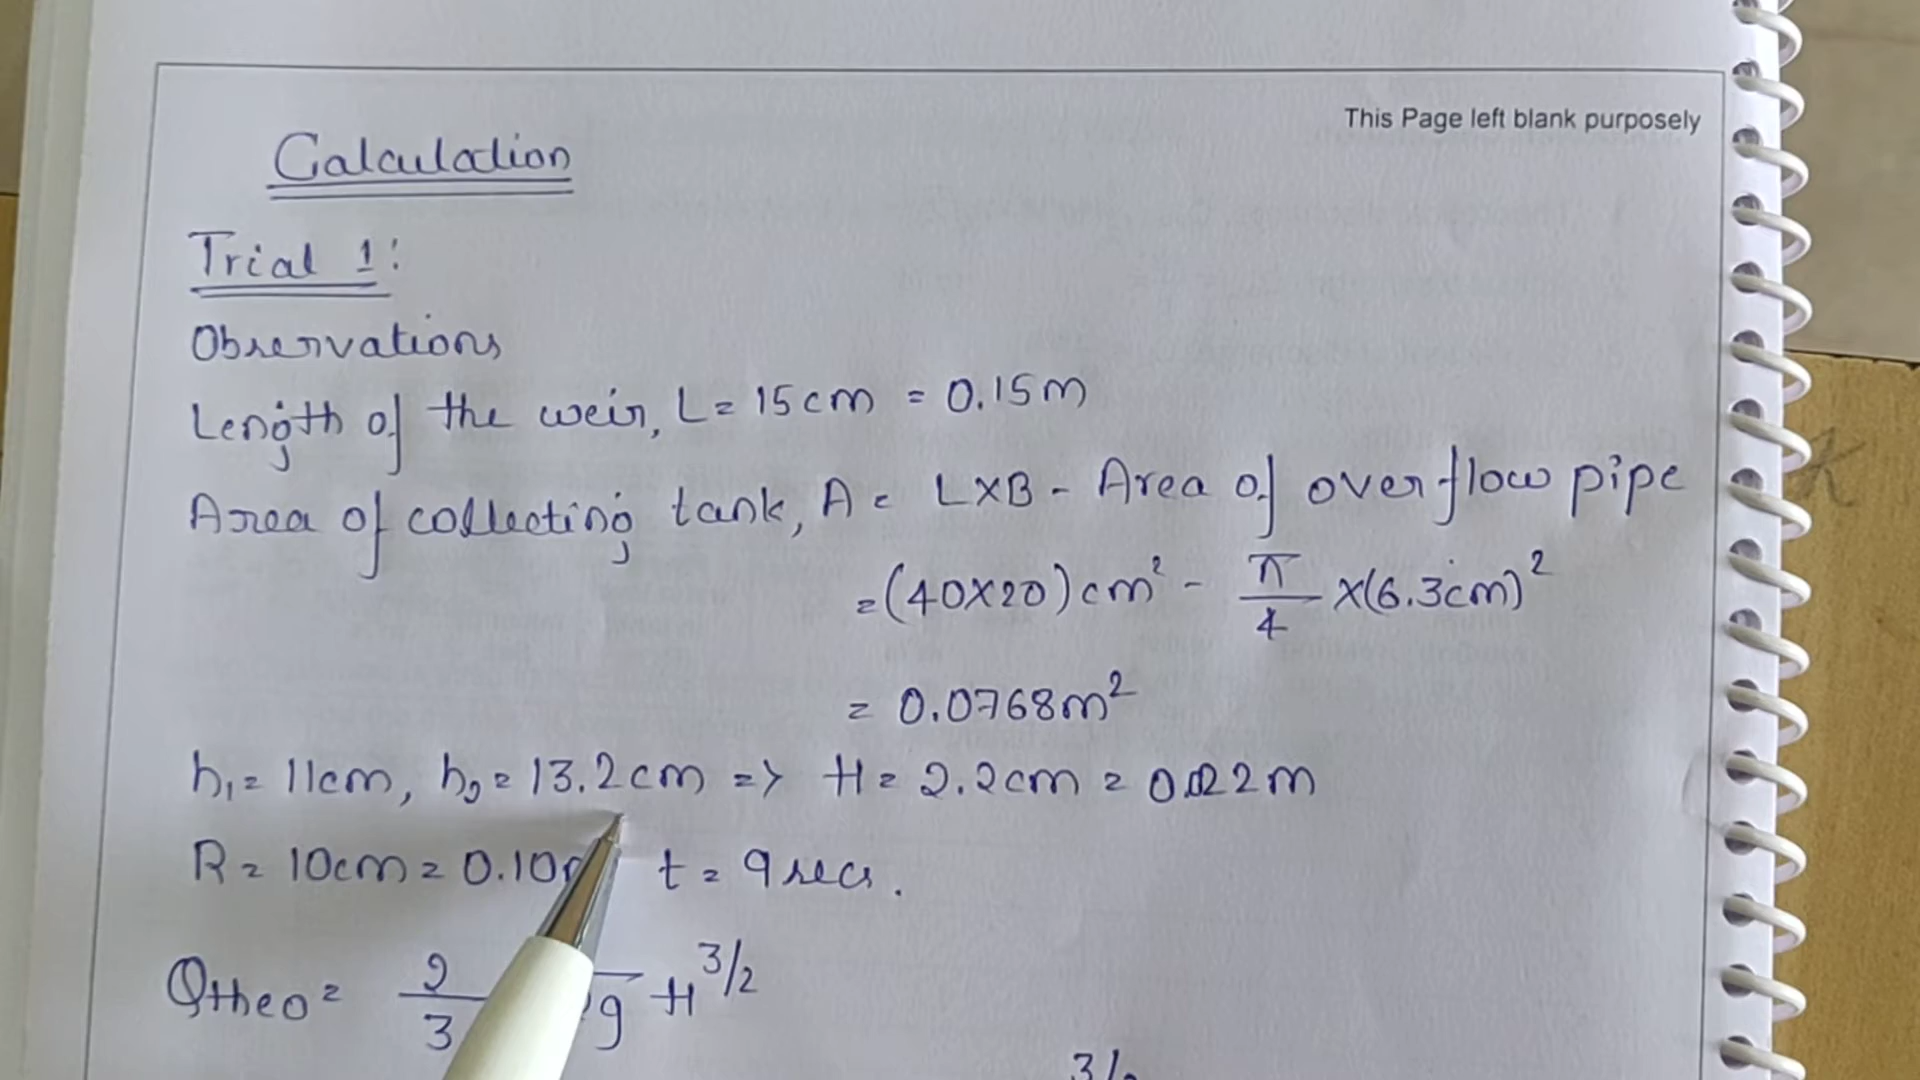 This Page left blank purposely
Calculation
Trial 1:
Observations
Length of the weir, L = 15cm = 0.15m
Area of collecting tank, A = L×B - Area of overflow pipe
= (40×20)cm² - π/4 ×(6.3cm)²
= 0.0768m²
h₁ = 11cm, h₂ = 13.2cm => H = 2.2cm = 0.022m
R = 10cm = 0.10 t = 9 secs.
Qtheo = 2/3 g H^3/2